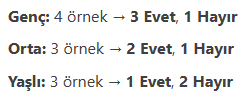 Genç: 4 örnek → 3 Evet, 1 Hayır
Orta: 3 örnek → 2 Evet, 1 Hayır
Yaşlı: 3 örnek → 1 Evet, 2 Hayır